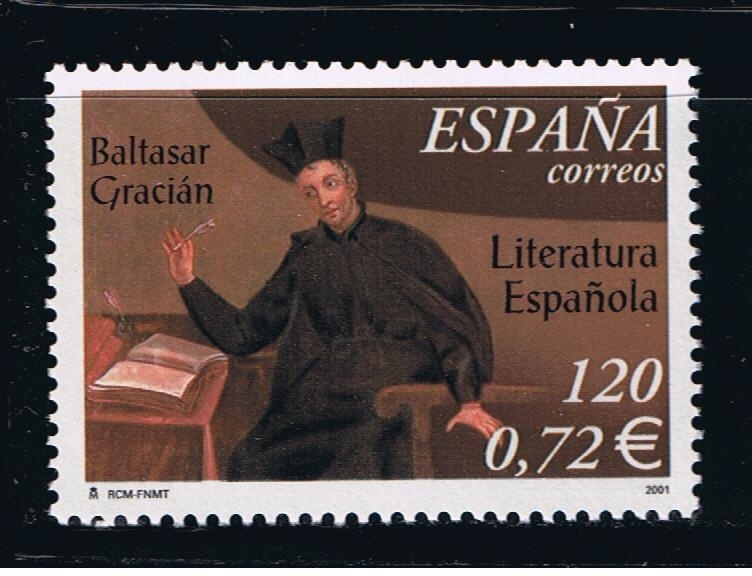 ESPAÑA
correos
Baltasar
Gracián
Literatura
Española
120
0,72€
RCM-FNMT
2001